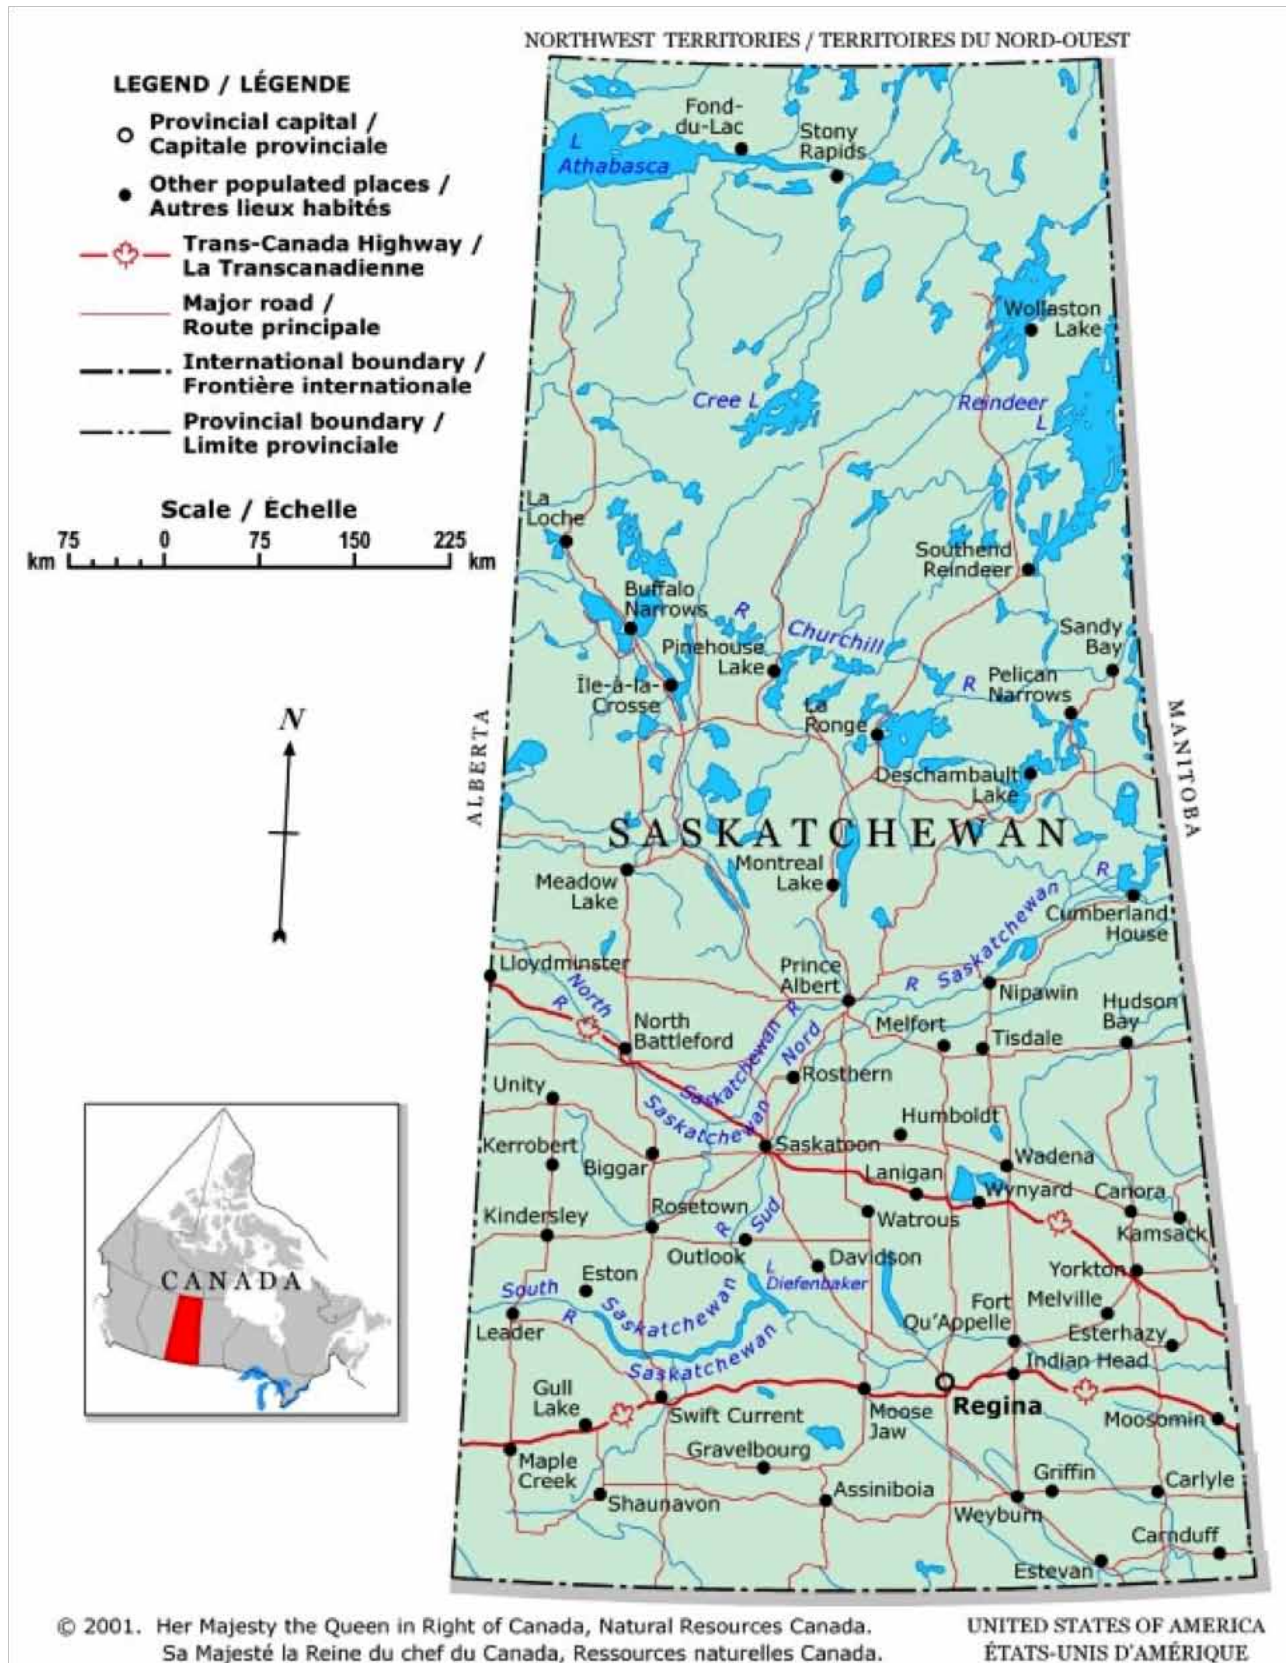 NORTHWEST TERRITORIES / TERRITOIRES DU NORD-OUEST
LEGEND / LÉGENDE
Provincial capital /
Capitale provinciale
Other populated places /
Autres lieux habités
Trans-Canada Highway /
La Transcanadienne
Major road /
Route principale
International boundary /
Frontière internationale
Provincial boundary /
Limite provinciale
Scale / Échelle
75 0 75 150 225
km km
N
ALBERTA
MANITOBA
SASKATCHEWAN
CANADA
Fond-
du-Lac
Stony
Rapids
L
Athabasca
Wollaston
Lake
Cree L
Reindeer
L
La
Loche
Southend
Reindeer
Buffalo
Narrows
R
Churchill
R
Sandy
Bay
Pinehouse
Lake
Pelican
Narrows
Île-à-la-
Crosse
La
Ronge
Deschambault
Lake
Montreal
Lake
Meadow
Lake
R
Saskatchewan
R
Cumberland
House
Lloydminster
North
R
Prince
Albert
Nipawin
Hudson
Bay
North
Battleford
Saskatchewan
R
Nord
Melfort
Tisdale
Rosthern
Unity
Saskatchewan
Humboldt
Kerrobert
Biggar
Saskatoon
Lanigan
Wadena
Wynyard
Canora
Kamsack
Kindersley
Rosetown
R
Sud
Watrous
Outlook
Davidson
L
Diefenbaker
Yorkton
Eston
South
R
Saskatchewan
Saskatchewan
Leader
Fort
Qu'Appelle
Melville
Esterhazy
Indian Head
Gull
Lake
Swift Current
Moose
Jaw
Regina
Moosomin
Maple
Creek
Gravelbourg
Shaunavon
Assiniboia
Griffin
Weyburn
Carlyle
Carnduff
Estevan
© 2001. Her Majesty the Queen in Right of Canada, Natural Resources Canada.
Sa Majesté la Reine du chef du Canada, Ressources naturelles Canada.
UNITED STATES OF AMERICA
ÉTATS-UNIS D'AMÉRIQUE